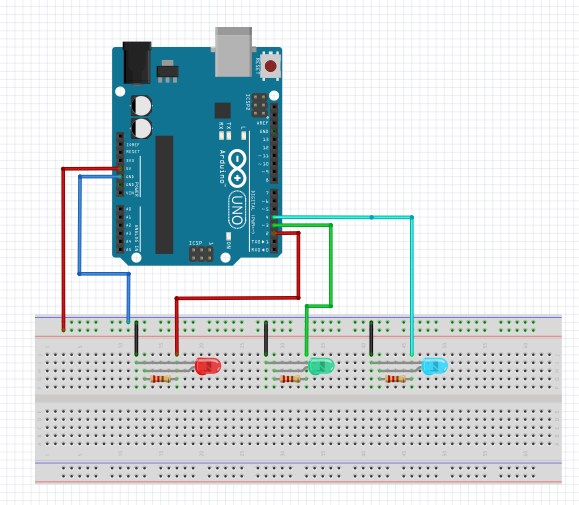 RESET
ICSP2
AREF
GND
13
12
~11
~10
~9
8
L
TX
RX
IOREF
RESET
3V3
5V
GND
GND
VIN
POWER
Arduino™
UNO
ON
DIGITAL (PWM=~)
7
~6
~5
4
~3
2
TX▶1
RX◀0
A0
A1
A2
A3
A4
A5
ANALOG IN
ICSP